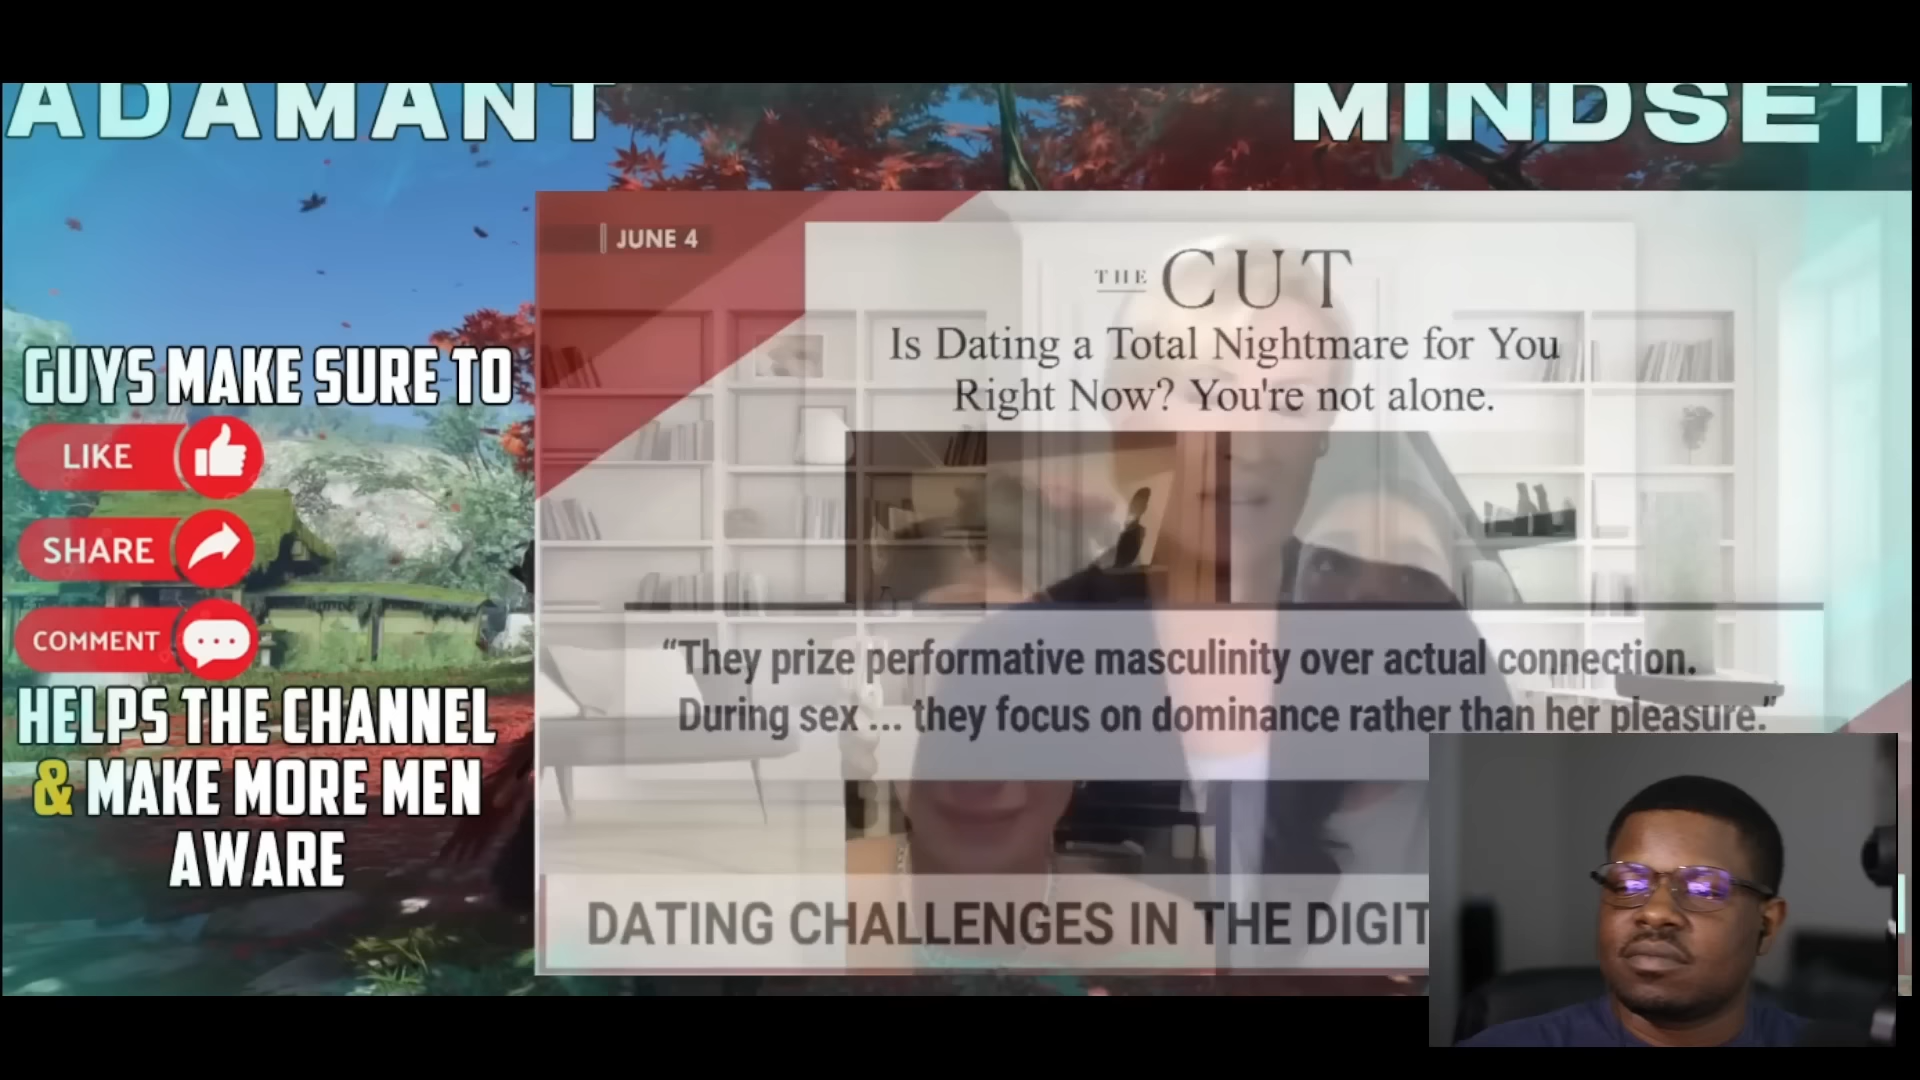 ADAMANT
MINDSET
JUNE 4
THE CUT
Is Dating a Total Nightmare for You
Right Now? You're not alone.
GUYS MAKE SURE TO
LIKE
SHARE
COMMENT
HELPS THE CHANNEL
& MAKE MORE MEN
AWARE
“They prize performative masculinity over actual connection.
During sex ... they focus on dominance rather than her pleasure.”
DATING CHALLENGES IN THE DIGIT